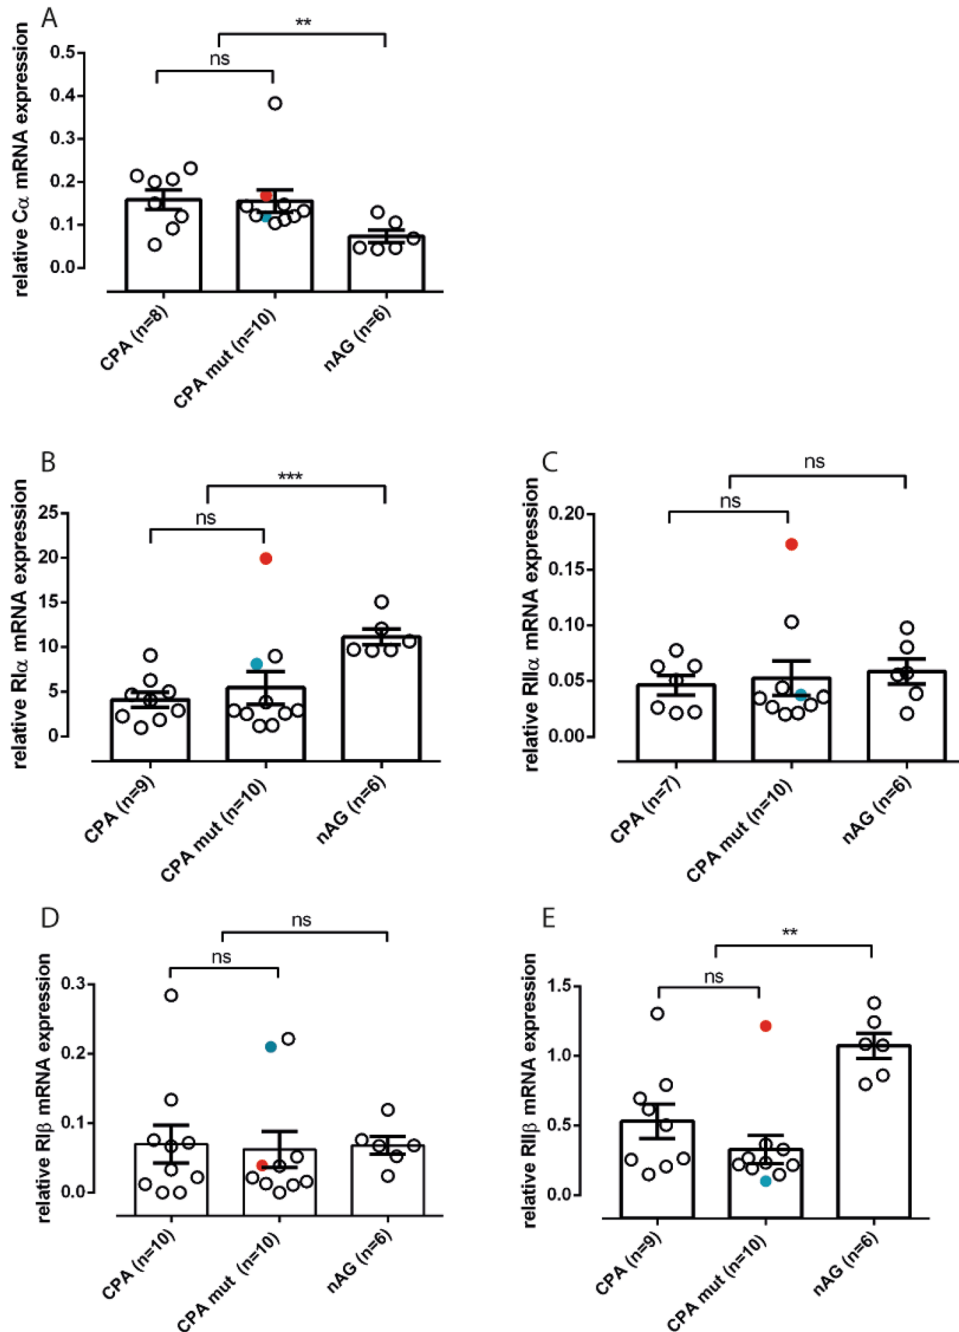 A
**
ns
relative Cα mRNA expression
0.5
0.4
0.3
0.2
0.1
0.0
CPA (n=8)
CPA mut (n=10)
nAG (n=6)
B
***
ns
relative RIα mRNA expression
25
20
15
10
5
0
CPA (n=9)
CPA mut (n=10)
nAG (n=6)
C
ns
ns
relative RIIα mRNA expression
0.20
0.15
0.10
0.05
0.00
CPA (n=7)
CPA mut (n=10)
nAG (n=6)
D
ns
ns
relative RIβ mRNA expression
0.3
0.2
0.1
0.0
CPA (n=10)
CPA mut (n=10)
nAG (n=6)
E
**
ns
relative RIIβ mRNA expression
1.5
1.0
0.5
0.0
CPA (n=9)
CPA mut (n=10)
nAG (n=6)